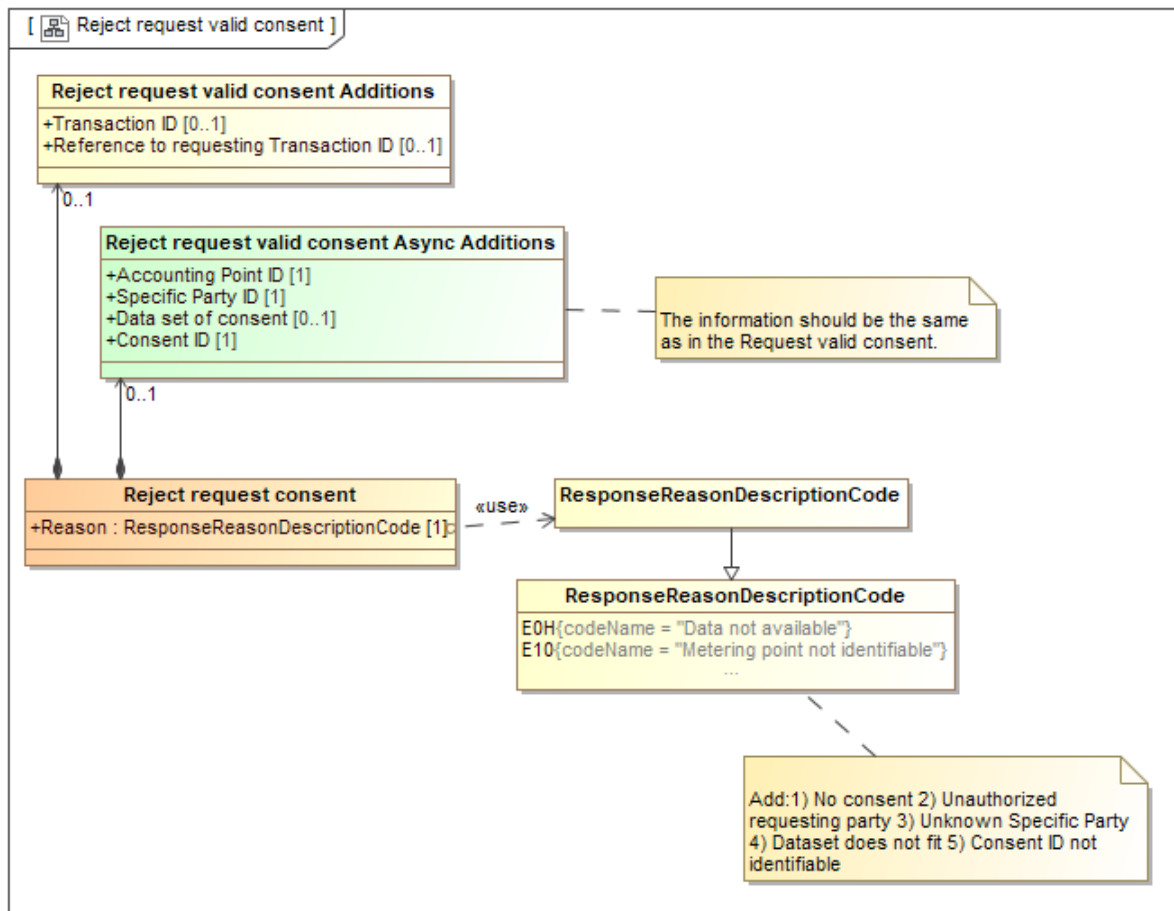 [ Reject request valid consent ]
Reject request valid consent Additions
+Transaction ID [0..1]
+Reference to requesting Transaction ID [0..1]
0..1
Reject request valid consent Async Additions
+Accounting Point ID [1]
+Specific Party ID [1]
+Data set of consent [0..1]
+Consent ID [1]
The information should be the same
as in the Request valid consent.
0..1
Reject request consent
+Reason : ResponseReasonDescriptionCode [1]
«use»
ResponseReasonDescriptionCode
ResponseReasonDescriptionCode
E0H{codeName = "Data not available"}
E10{codeName = "Metering point not identifiable"}
...
Add:1) No consent 2) Unauthorized
requesting party 3) Unknown Specific Party
4) Dataset does not fit 5) Consent ID not
identifiable